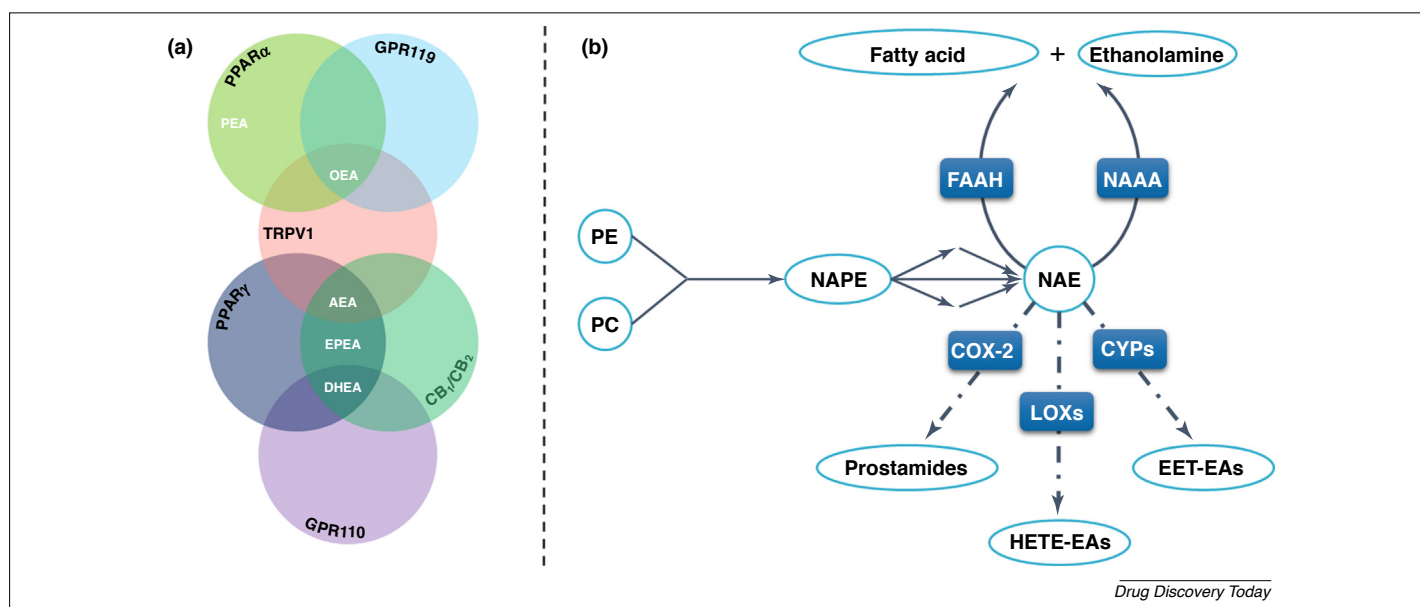 (a)
PPARα
GPR119
PEA
OEA
TRPV1
PPARγ
AEA
EPEA
DHEA
CB₁/CB₂
GPR110
(b)
Fatty acid + Ethanolamine
FAAH
NAAA
PE
PC
NAPE
NAE
COX-2
CYPs
LOXs
Prostamides
EET-EAs
HETE-EAs
Drug Discovery Today